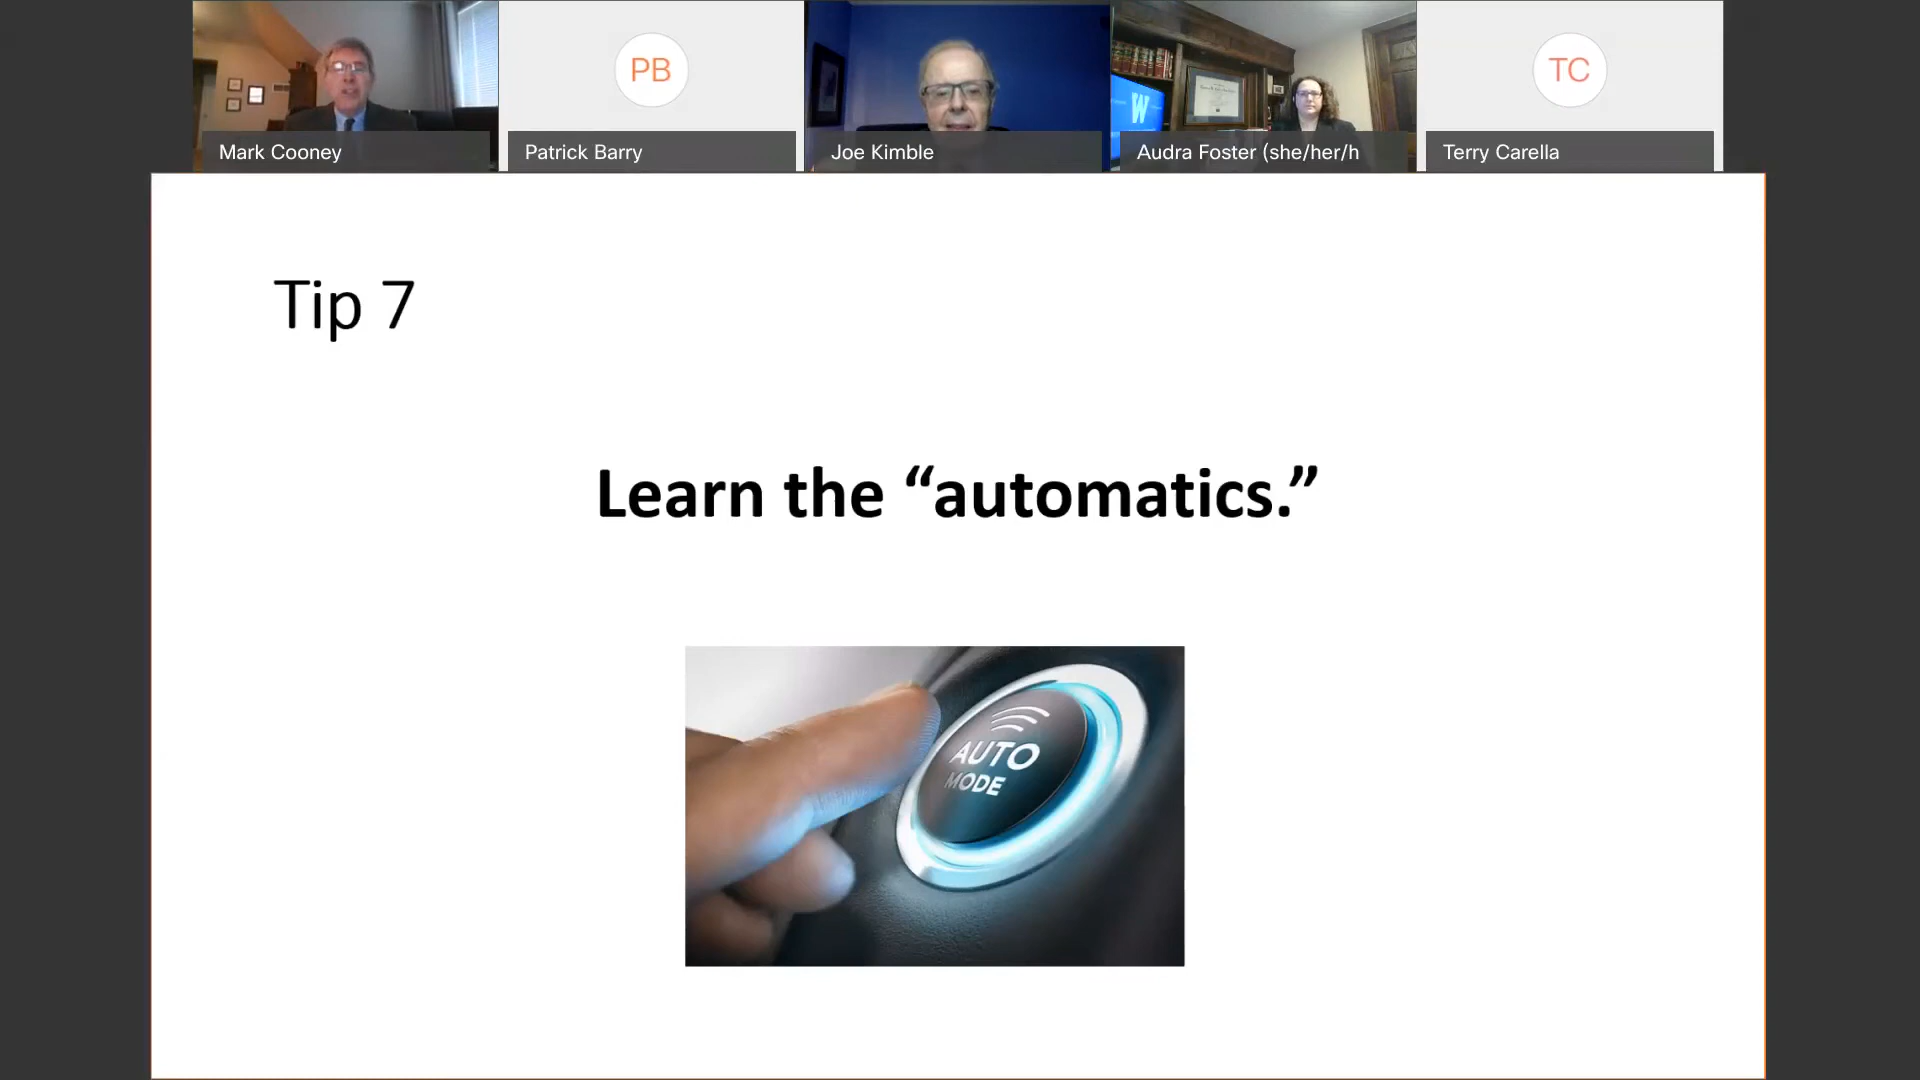 PB
TC
W
Mark Cooney
Patrick Barry
Joe Kimble
Audra Foster (she/her/h
Terry Carella
Tip 7
Learn the “automatics.”
AUTO
MODE